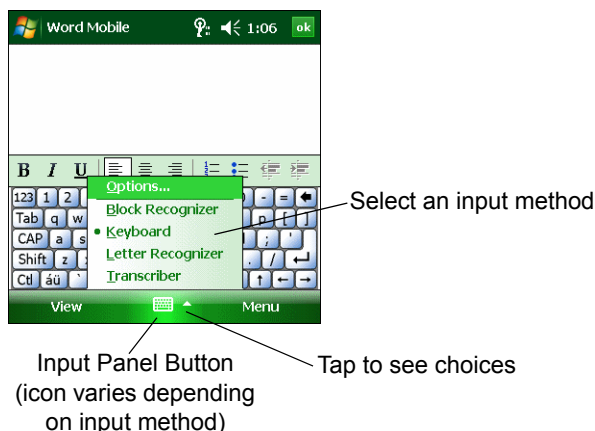 Word Mobile 1:06 ok
B I U
Options...
Block Recognizer
Keyboard
Letter Recognizer
Transcriber
123 1 2 - =
Tab q w p [ ]
CAP a s ; '
Shift z . /
Ctl áü ` ↑ ← →
View Menu
Select an input method
Tap to see choices
Input Panel Button
(icon varies depending
on input method)